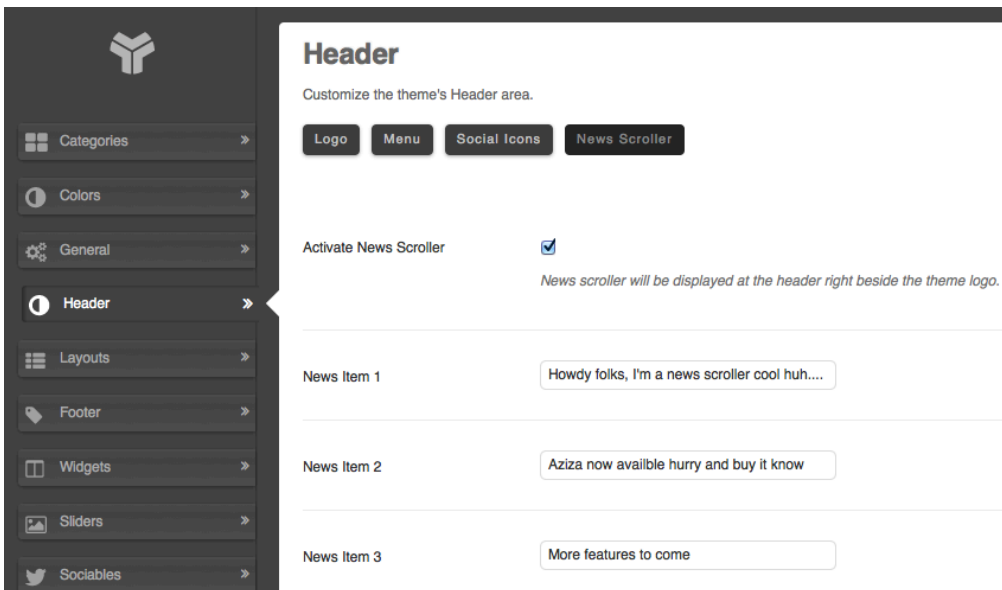 Header
Customize the theme's Header area.
Logo Menu Social Icons News Scroller
Categories
Colors
General
Header
Layouts
Footer
Widgets
Sliders
Sociables
Activate News Scroller
News scroller will be displayed at the header right beside the theme logo.
News Item 1 Howdy folks, I'm a news scroller cool huh....
News Item 2 Aziza now availble hurry and buy it know
News Item 3 More features to come